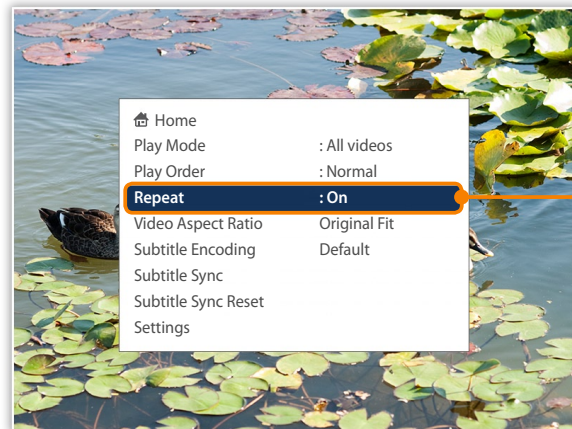 Home
Play Mode : All videos
Play Order : Normal
Repeat : On
Video Aspect Ratio Original Fit
Subtitle Encoding Default
Subtitle Sync
Subtitle Sync Reset
Settings